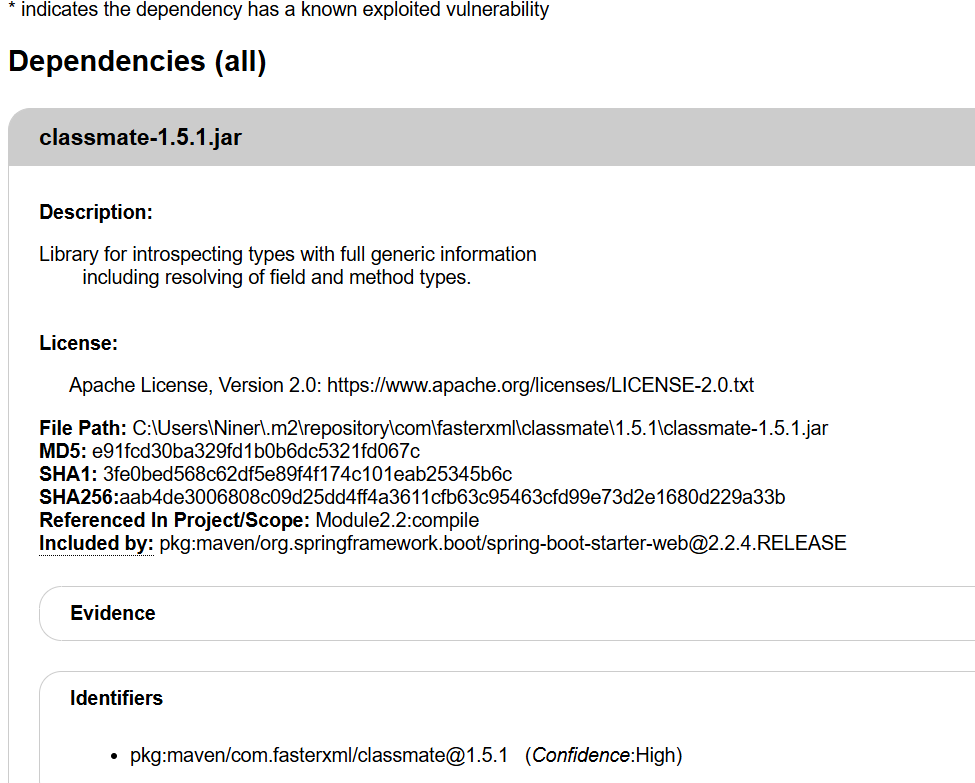 * indicates the dependency has a known exploited vulnerability
Dependencies (all)
classmate-1.5.1.jar
Description:
Library for introspecting types with full generic information
including resolving of field and method types.
License:
Apache License, Version 2.0: https://www.apache.org/licenses/LICENSE-2.0.txt
File Path: C:\Users\Niner\.m2\repository\com\fasterxml\classmate\1.5.1\classmate-1.5.1.jar
MD5: e91fcd30ba329fd1b0b6dc5321fd067c
SHA1: 3fe0bed568c62df5e89f4f174c101eab25345b6c
SHA256:aab4de3006808c09d25dd4ff4a3611cfb63c95463cfd99e73d2e1680d229a33b
Referenced In Project/Scope: Module2.2:compile
Included by: pkg:maven/org.springframework.boot/spring-boot-starter-web@2.2.4.RELEASE
Evidence
Identifiers
• pkg:maven/com.fasterxml/classmate@1.5.1 (Confidence:High)